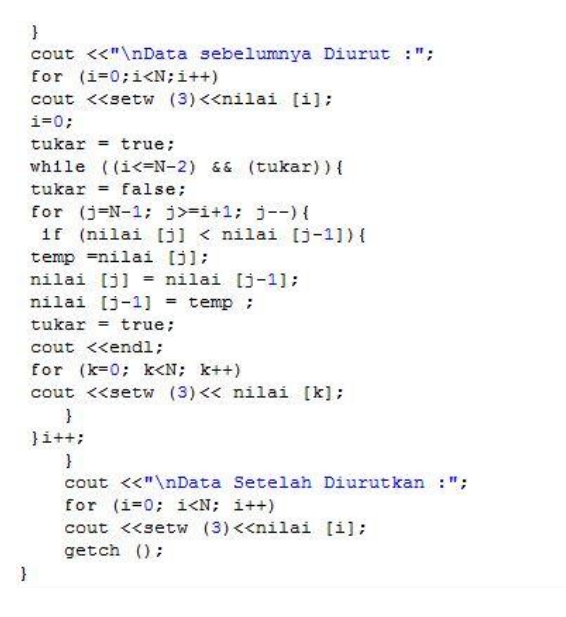 }
cout <<"\nData sebelumnya Diurut :";
for (i=0;i<N;i++)
cout <<setw (3)<<nilai [i];
i=0;
tukar = true;
while ((i<=N-2) && (tukar)){
tukar = false;
for (j=N-1; j>=i+1; j--){
if (nilai [j] < nilai [j-1]){
temp =nilai [j];
nilai [j] = nilai [j-1];
nilai [j-1] = temp ;
tukar = true;
cout <<endl;
for (k=0; k<N; k++)
cout <<setw (3)<< nilai [k];
}
}i++;
}
cout <<"\nData Setelah Diurutkan :";
for (i=0; i<N; i++)
cout <<setw (3)<<nilai [i];
getch ();
}